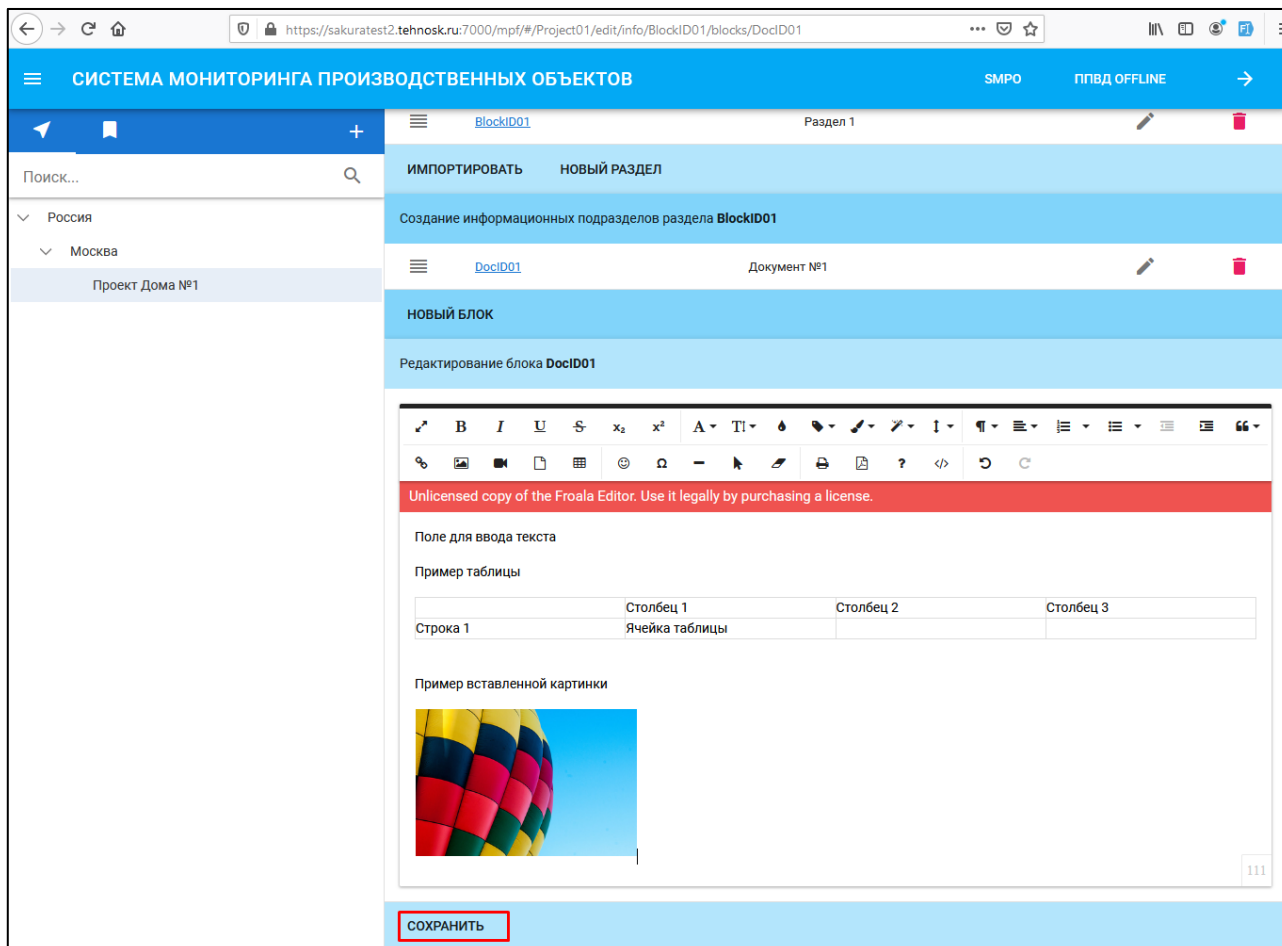 https://sakuratest2.tehnosk.ru:7000/mpf/#/Project01/edit/info/BlockID01/blocks/DocID01
СИСТЕМА МОНИТОРИНГА ПРОИЗВОДСТВЕННЫХ ОБЪЕКТОВ SMPO ППВД OFFLINE
BlockID01 Раздел 1
Поиск...
ИМПОРТИРОВАТЬ НОВЫЙ РАЗДЕЛ
Россия
Создание информационных подразделов раздела BlockID01
Москва
DocID01 Документ №1
Проект Дома №1
НОВЫЙ БЛОК
Редактирование блока DocID01
B I U S x₂ x² A TI ¶
Ω ? </>
Unlicensed copy of the Froala Editor. Use it legally by purchasing a license.
Поле для ввода текста
Пример таблицы
Столбец 1 Столбец 2 Столбец 3
Строка 1 Ячейка таблицы
Пример вставленной картинки
111
СОХРАНИТЬ